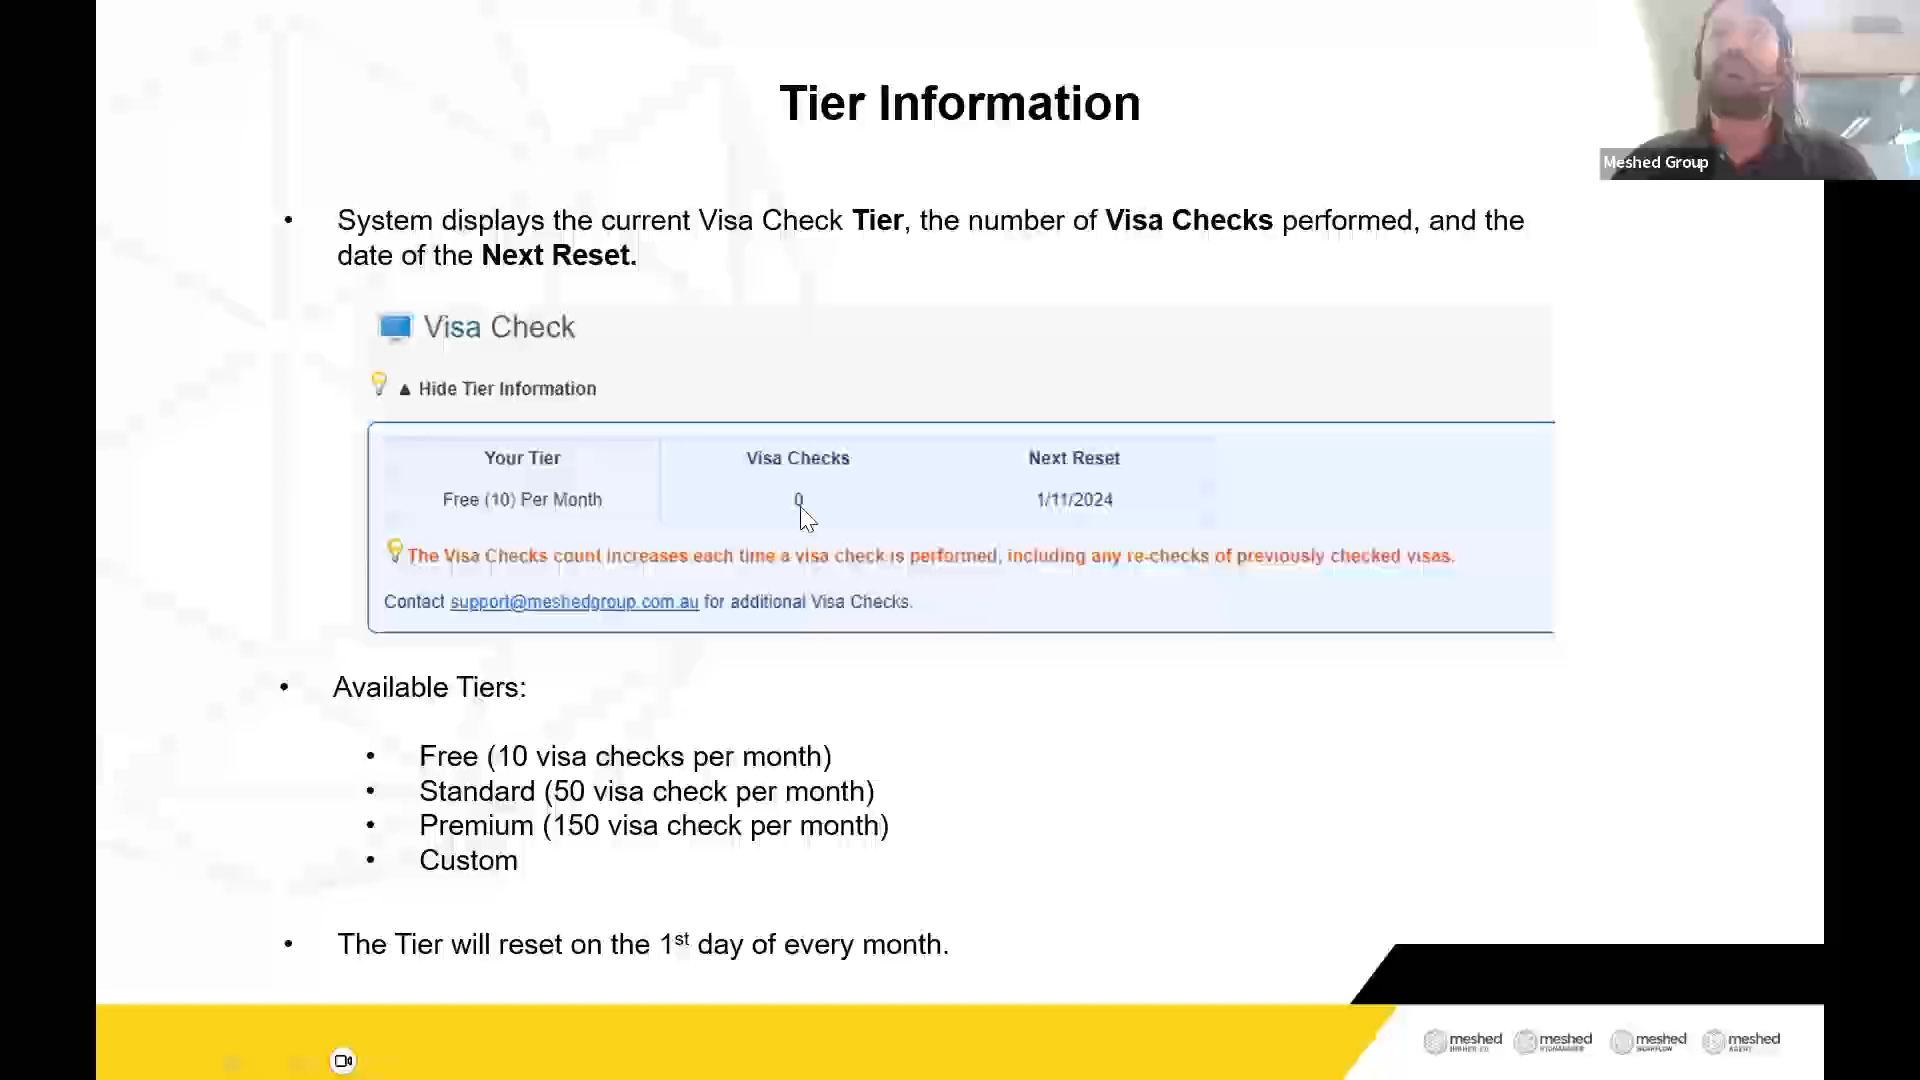 Tier Information
Meshed Group
• System displays the current Visa Check Tier, the number of Visa Checks performed, and the
date of the Next Reset.
Visa Check
▲ Hide Tier Information
Your Tier Visa Checks Next Reset
Free (10) Per Month 0 1/11/2024
The Visa Checks count increases each time a visa check is performed, including any re-checks of previously checked visas.
Contact support@meshedgroup.com.au for additional Visa Checks.
• Available Tiers:
• Free (10 visa checks per month)
• Standard (50 visa check per month)
• Premium (150 visa check per month)
• Custom
• The Tier will reset on the 1st day of every month.
meshed meshed meshed meshed
HIGHER ED WORKFLOW AGENT